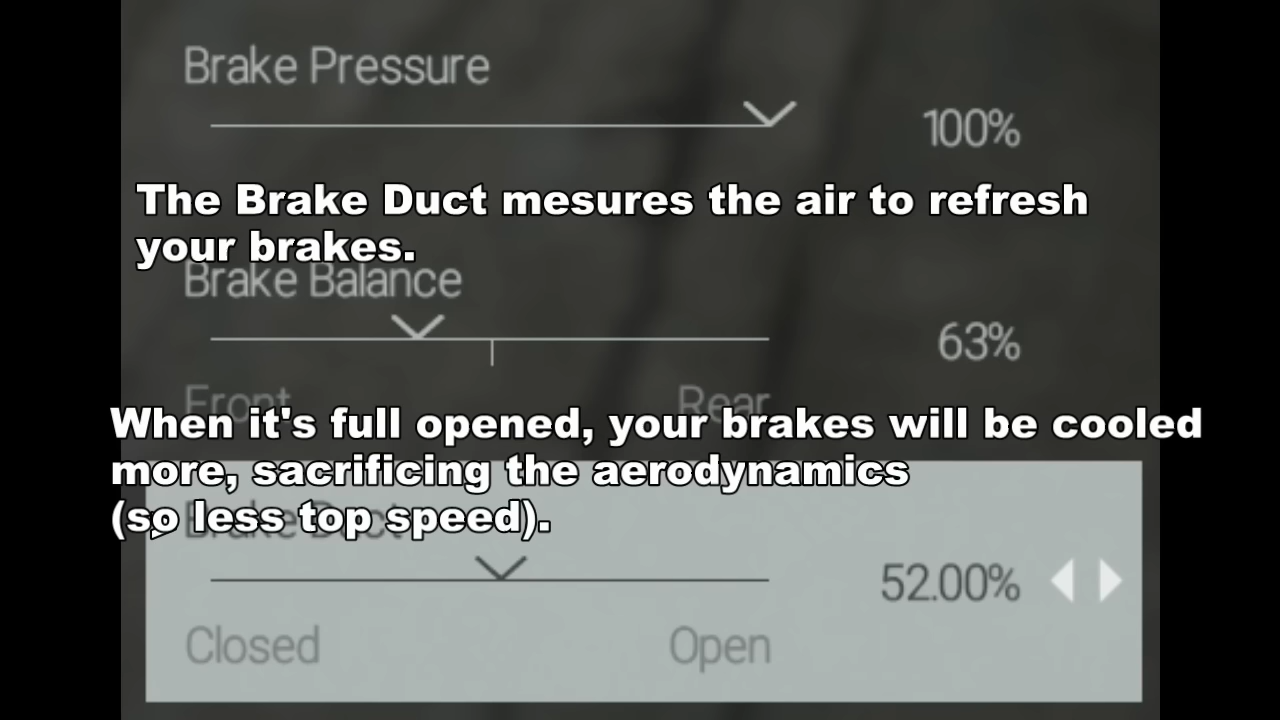 Brake Pressure
100%
The Brake Duct mesures the air to refresh
your brakes.
Brake Balance
63%
Front Rear
When it's full opened, your brakes will be cooled
more, sacrificing the aerodynamics
(so less top speed).
Brake Duct
52.00%
Closed Open